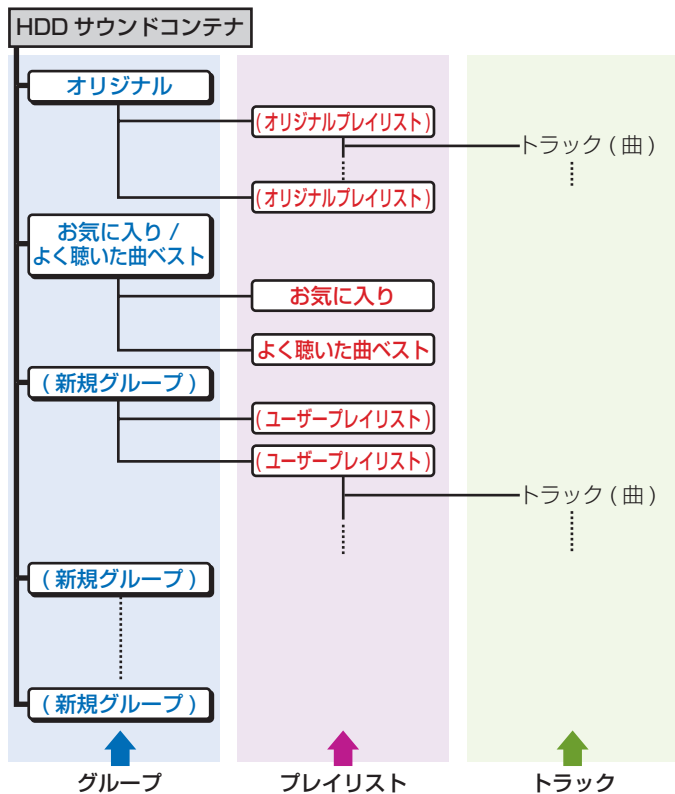 HDD サウンドコンテナ
オリジナル
(オリジナルプレイリスト)
トラック(曲)
(オリジナルプレイリスト)
お気に入り /
よく聴いた曲ベスト
お気に入り
よく聴いた曲ベスト
(新規グループ)
(ユーザープレイリスト)
(ユーザープレイリスト)
トラック(曲)
(新規グループ)
(新規グループ)
グループ
プレイリスト
トラック